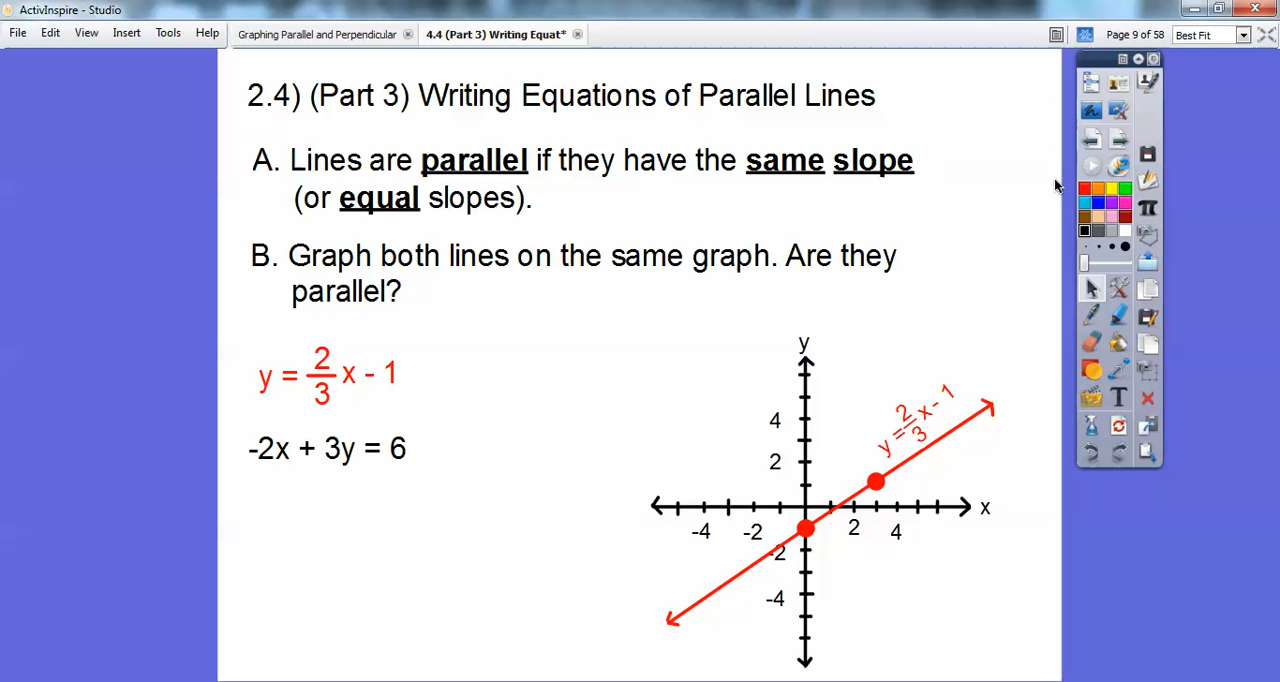 ActivInspire - Studio
File Edit View Insert Tools Help
Graphing Parallel and Perpendicular
4.4 (Part 3) Writing Equat*
Page 9 of 58
Best Fit
2.4) (Part 3) Writing Equations of Parallel Lines
A. Lines are parallel if they have the same slope
(or equal slopes).
B. Graph both lines on the same graph. Are they
parallel?
y = 2/3 x - 1
-2x + 3y = 6
y
y = 2/3 x - 1
4
2
x
-4 -2 2 4
-2
-4